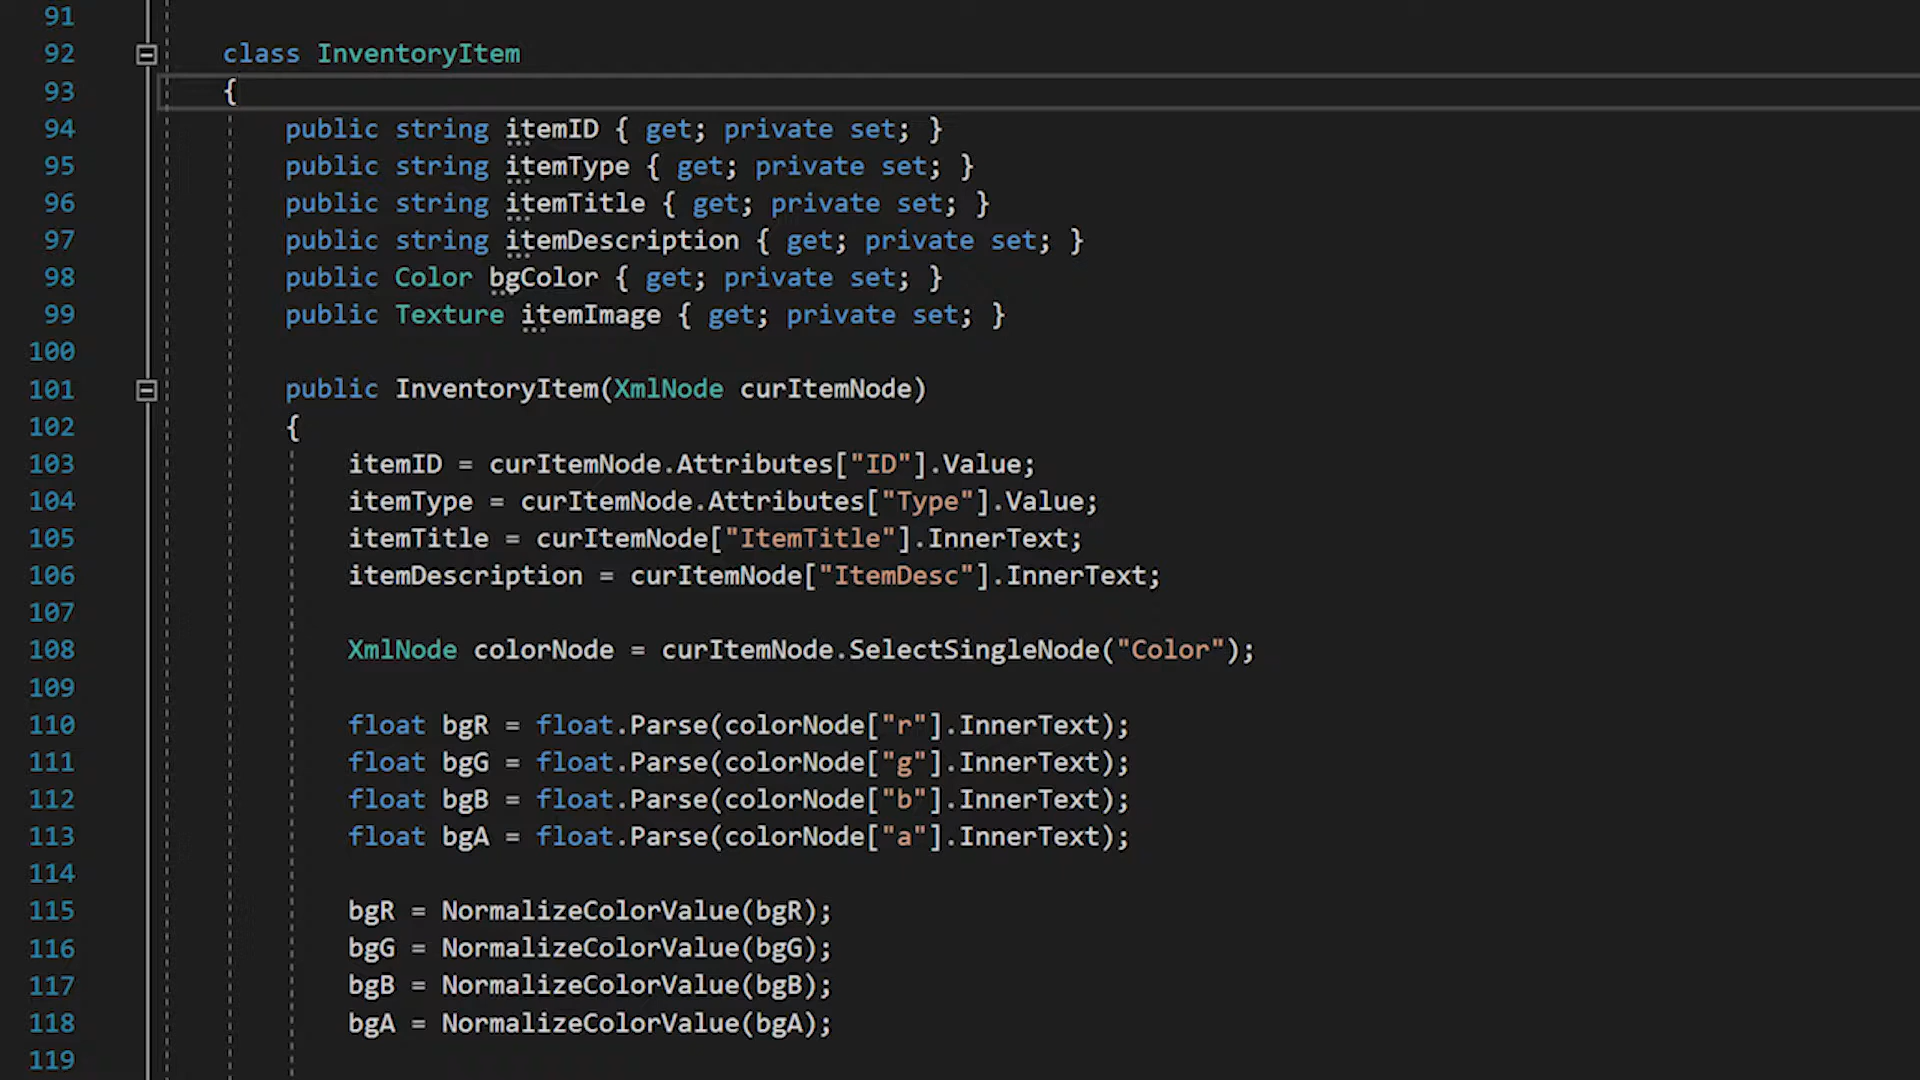 91
92 class InventoryItem
93 {
94 public string itemID { get; private set; }
95 public string itemType { get; private set; }
96 public string itemTitle { get; private set; }
97 public string itemDescription { get; private set; }
98 public Color bgColor { get; private set; }
99 public Texture itemImage { get; private set; }
100
101 public InventoryItem(XmlNode curItemNode)
102 {
103 itemID = curItemNode.Attributes["ID"].Value;
104 itemType = curItemNode.Attributes["Type"].Value;
105 itemTitle = curItemNode["ItemTitle"].InnerText;
106 itemDescription = curItemNode["ItemDesc"].InnerText;
107
108 XmlNode colorNode = curItemNode.SelectSingleNode("Color");
109
110 float bgR = float.Parse(colorNode["r"].InnerText);
111 float bgG = float.Parse(colorNode["g"].InnerText);
112 float bgB = float.Parse(colorNode["b"].InnerText);
113 float bgA = float.Parse(colorNode["a"].InnerText);
114
115 bgR = NormalizeColorValue(bgR);
116 bgG = NormalizeColorValue(bgG);
117 bgB = NormalizeColorValue(bgB);
118 bgA = NormalizeColorValue(bgA);
119